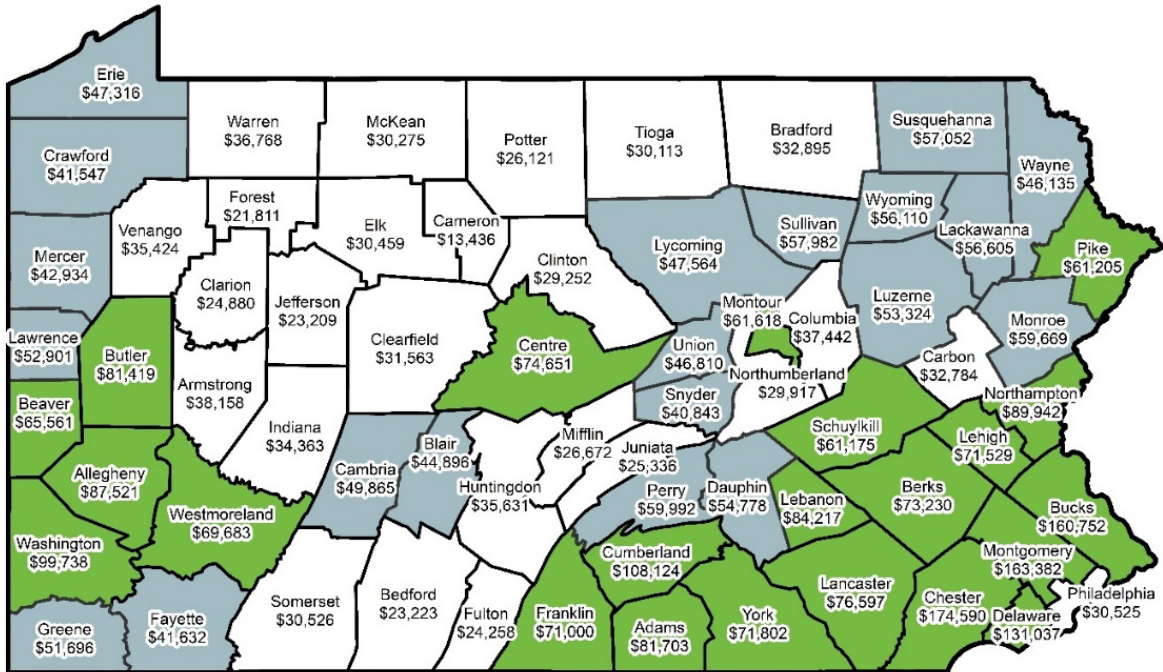 Erie
$47,316
Warren
$36,768
McKean
$30,275
Potter
$26,121
Tioga
$30,113
Bradford
$32,895
Susquehanna
$57,052
Crawford
$41,547
Wayne
$46,135
Forest
$21,811
Wyoming
$56,110
Venango
$35,424
Elk
$30,459
Cameron
$13,436
Sullivan
$57,982
Lackawanna
$56,605
Mercer
$42,934
Lycoming
$47,564
Pike
$61,205
Clinton
$29,252
Clarion
$24,880
Jefferson
$23,209
Luzerne
$53,324
Montour
$61,618
Columbia
$37,442
Monroe
$59,669
Lawrence
$52,901
Butler
$81,419
Clearfield
$31,563
Centre
$74,651
Union
$46,810
Carbon
$32,784
Armstrong
$38,158
Northumberland
$29,917
Snyder
$40,843
Northampton
$89,942
Beaver
$65,561
Indiana
$34,363
Schuylkill
$61,175
Lehigh
$71,529
Mifflin
$26,672
Juniata
$25,336
Blair
$44,896
Allegheny
$87,521
Cambria
$49,865
Huntingdon
$35,631
Perry
$59,992
Dauphin
$54,778
Lebanon
$84,217
Berks
$73,230
Bucks
$160,752
Westmoreland
$69,683
Washington
$99,738
Cumberland
$108,124
Montgomery
$163,382
Lancaster
$76,597
Chester
$174,590
Philadelphia
$30,525
Somerset
$30,526
Bedford
$23,223
Fulton
$24,258
Franklin
$71,000
Adams
$81,703
York
$71,802
Delaware
$131,037
Fayette
$41,632
Greene
$51,696